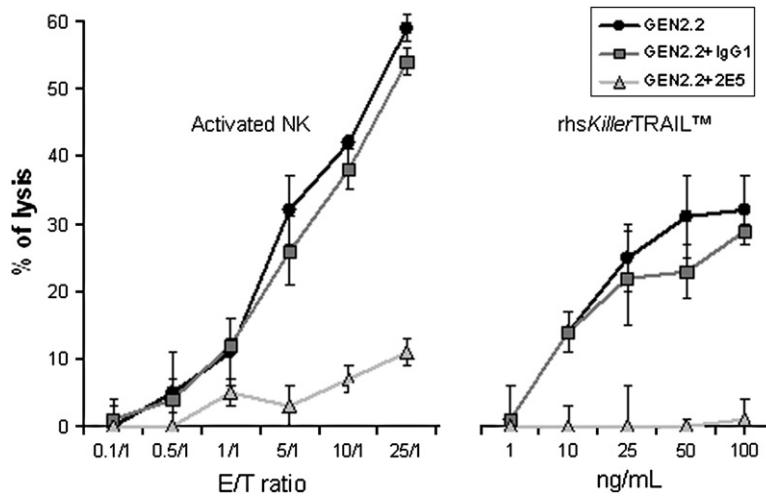 GEN2.2
GEN2.2+IgG1
GEN2.2+2E5
Activated NK
rhsKillerTRAIL™
% of lysis
60
50
40
30
20
10
0
0.1/1 0.5/1 1/1 5/1 10/1 25/1
E/T ratio
1 10 25 50 100
ng/mL